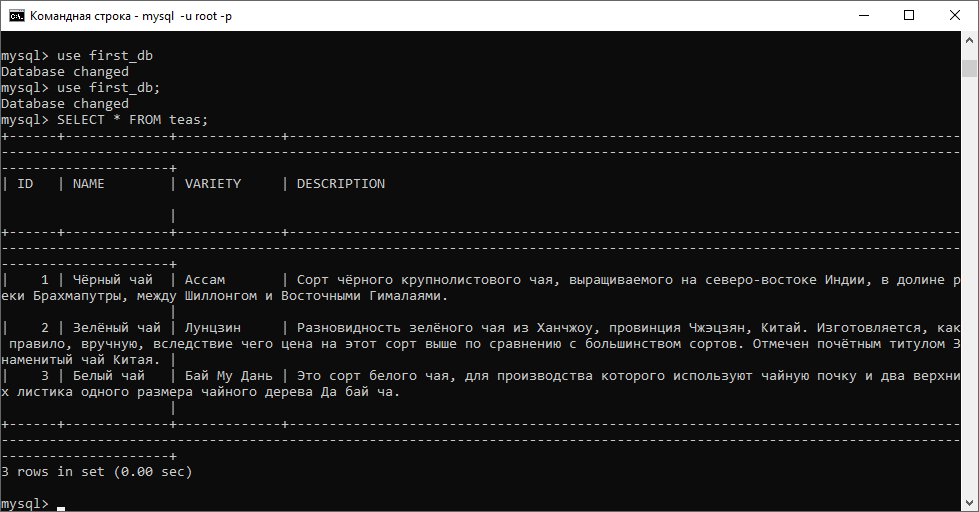 Командная строка - mysql -u root -p
mysql> use first_db
Database changed
mysql> use first_db;
Database changed
mysql> SELECT * FROM teas;
+------+-------------+-------------+------------------------------------------------------------------------------------
------------------------------------------------------------------------------------------------------------------------
---------------------+
| ID   | NAME        | VARIETY     | DESCRIPTION
                     |
+------+-------------+-------------+------------------------------------------------------------------------------------
------------------------------------------------------------------------------------------------------------------------
---------------------+
|    1 | Чёрный чай  | Ассам       | Сорт чёрного крупнолистового чая, выращиваемого на северо-востоке Индии, в долине р
еки Брахмапутры, между Шиллонгом и Восточными Гималаями.
                     |
|    2 | Зелёный чай | Лунцзин     | Разновидность зелёного чая из Ханчжоу, провинция Чжэцзян, Китай. Изготовляется, как
 правило, вручную, вследствие чего цена на этот сорт выше по сравнению с большинством сортов. Отмечен почётным титулом З
наменитый чай Китая. |
|    3 | Белый чай   | Бай Му Дань | Это сорт белого чая, для производства которого используют чайную почку и два верхни
х листика одного размера чайного дерева Да бай ча.
                     |
+------+-------------+-------------+------------------------------------------------------------------------------------
------------------------------------------------------------------------------------------------------------------------
---------------------+
3 rows in set (0.00 sec)
mysql>